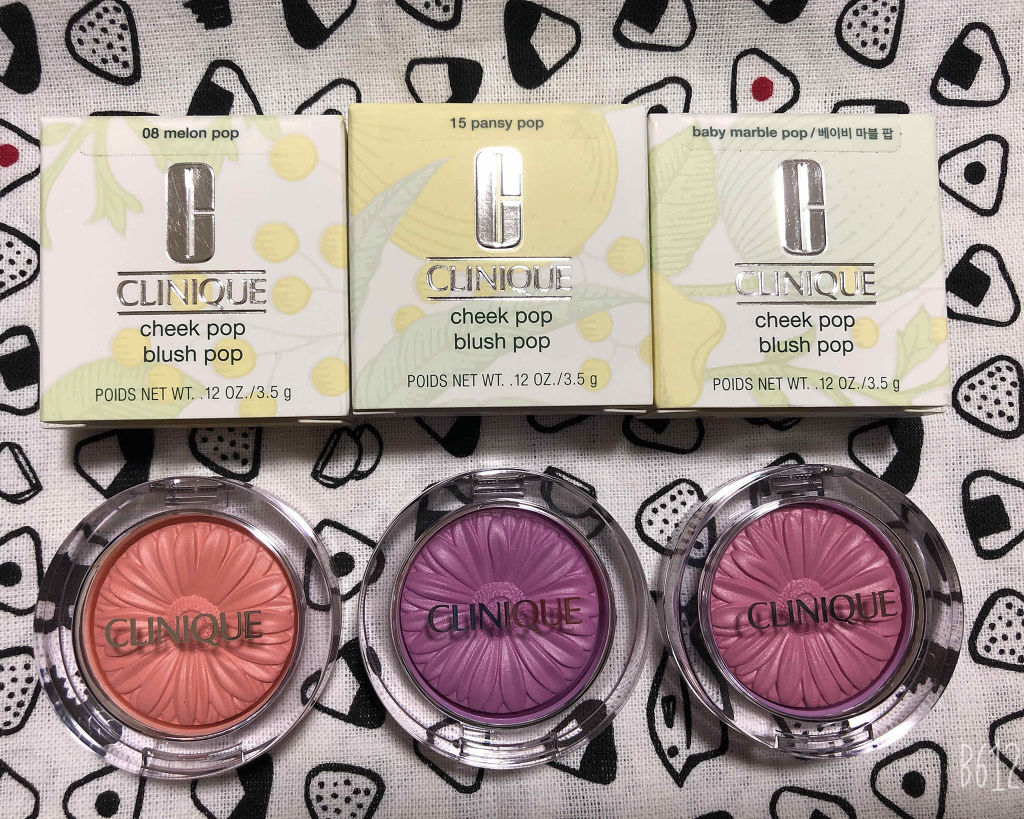 08 melon pop
CLINIQUE
cheek pop
blush pop
POIDS NET WT. .12 OZ./3.5 g
15 pansy pop
CLINIQUE
cheek pop
blush pop
POIDS NET WT. .12 OZ./3.5 g
baby marble pop / 베이비 마블 팝
CLINIQUE
cheek pop
blush pop
POIDS NET WT. .12 OZ./3.5 g
CLINIQUE
CLINIQUE
CLINIQUE
B612